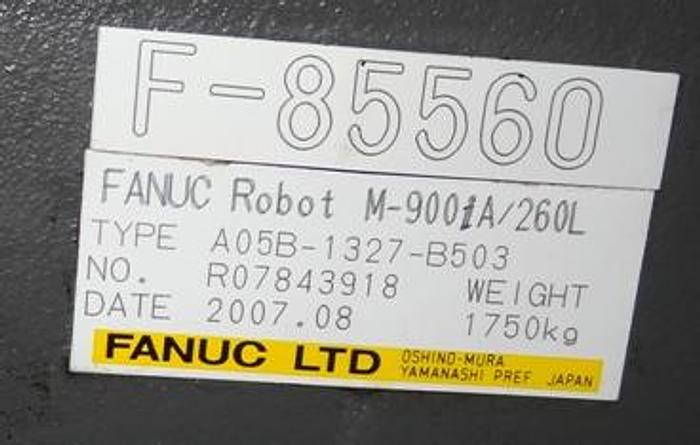 F-85560
FANUC Robot M-900iA/260L
TYPE A05B-1327-B503
NO. R07843918 WEIGHT
DATE 2007.08 1750kg
FANUC LTD OSHINO-MURA
YAMANASHI PREF. JAPAN